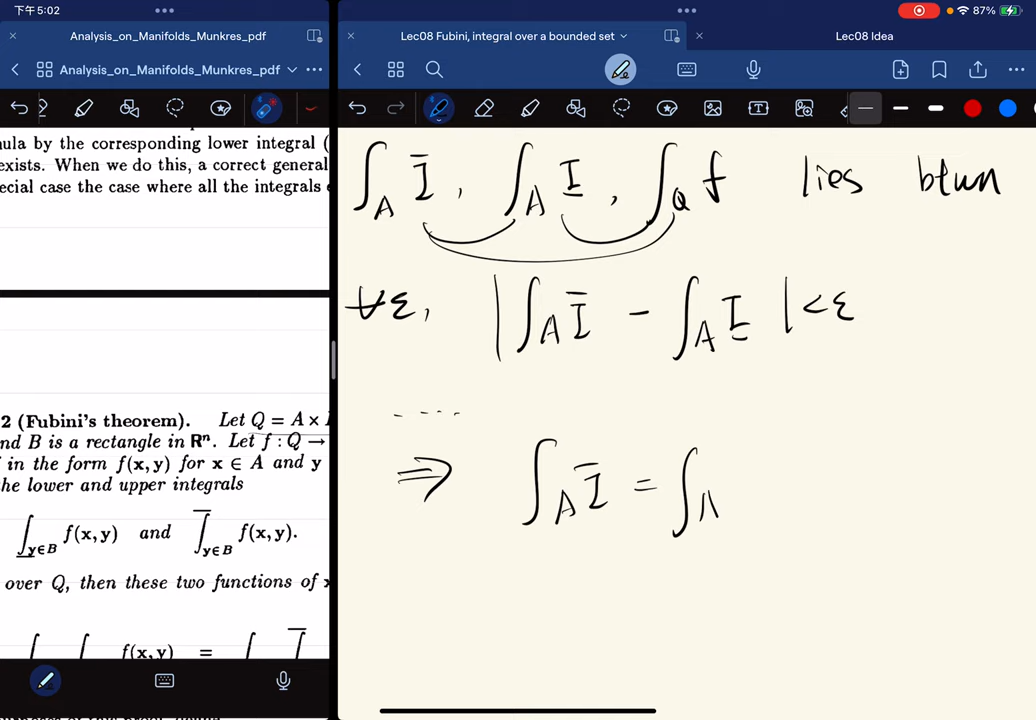 下午5:02
87%
Analysis_on_Manifolds_Munkres_pdf
Lec08 Fubini, integral over a bounded set
Lec08 Idea
Analysis_on_Manifolds_Munkres_pdf
ula by the corresponding lower integral (
exists. When we do this, a correct general
ecial case the case where all the integrals
2 (Fubini's theorem). Let Q = A ×
nd B is a rectangle in Rⁿ. Let f : Q →
in the form f(x,y) for x ∈ A and y
he lower and upper integrals
∫_{y∈B} f(x,y) and ∫̅_{y∈B} f(x,y).
over Q, then these two functions of x
f(x,y) =
∫_A Ī, ∫_A I̲, ∫_Q f lies btwn
∀ε, |∫_A Ī − ∫_A I̲| < ε
.....
⇒ ∫_A Ī = ∫_A